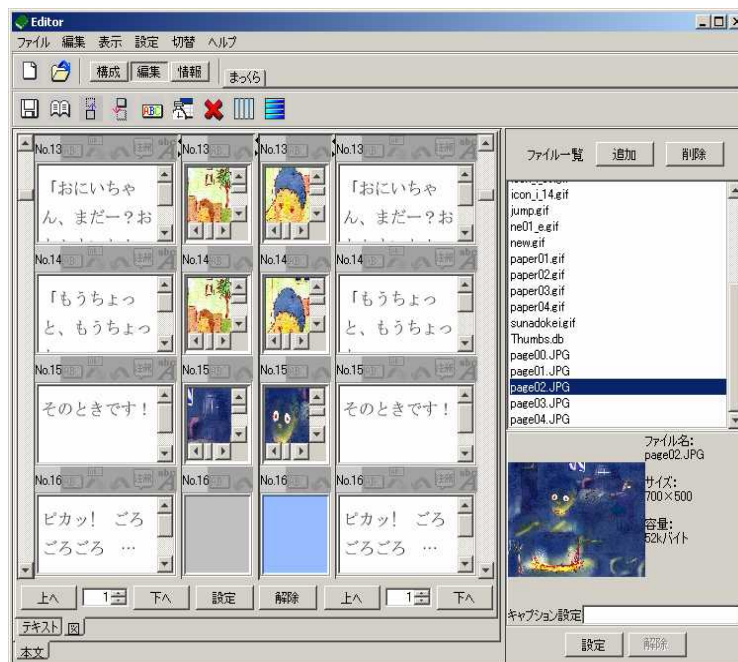 Editor
ファイル 編集 表示 設定 切替 ヘルプ
構成 編集 情報 まっくら
ABC
No.13 No.13 No.13 No.13
「おにいちゃ
ん、まだー?お
「おにいちゃ
ん、まだー?お
No.14 No.14 No.14 No.14
「もうちょっ
と、もうちょっ
「もうちょっ
と、もうちょっ
No.15 No.15 No.15 No.15
そのときです!
そのときです!
No.16 No.16 No.16 No.16
ピカッ! ごろ
ごろごろ …
ピカッ! ごろ
ごろごろ …
上へ 1 下へ 設定 解除 上へ 1 下へ
テキスト 図
本文
ファイル一覧 追加 削除
icon_i_14.gif
jump.gif
ne01_e.gif
new.gif
paper01.gif
paper02.gif
paper03.gif
paper04.gif
sunadokei.gif
Thumbs.db
page00.JPG
page01.JPG
page02.JPG
page03.JPG
page04.JPG
ファイル名:
page02.JPG
サイズ:
700×500
容量:
52kバイト
キャプション設定
設定 解除